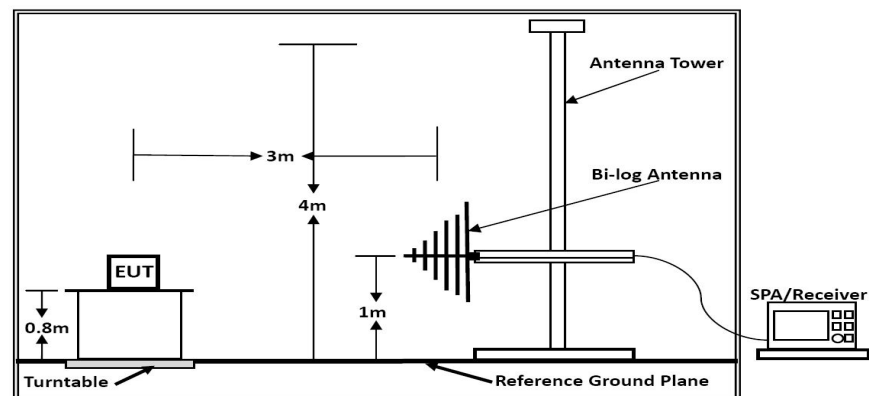 Antenna Tower
3m
Bi-log Antenna
4m
EUT
SPA/Receiver
0.8m
1m
Turntable
Reference Ground Plane